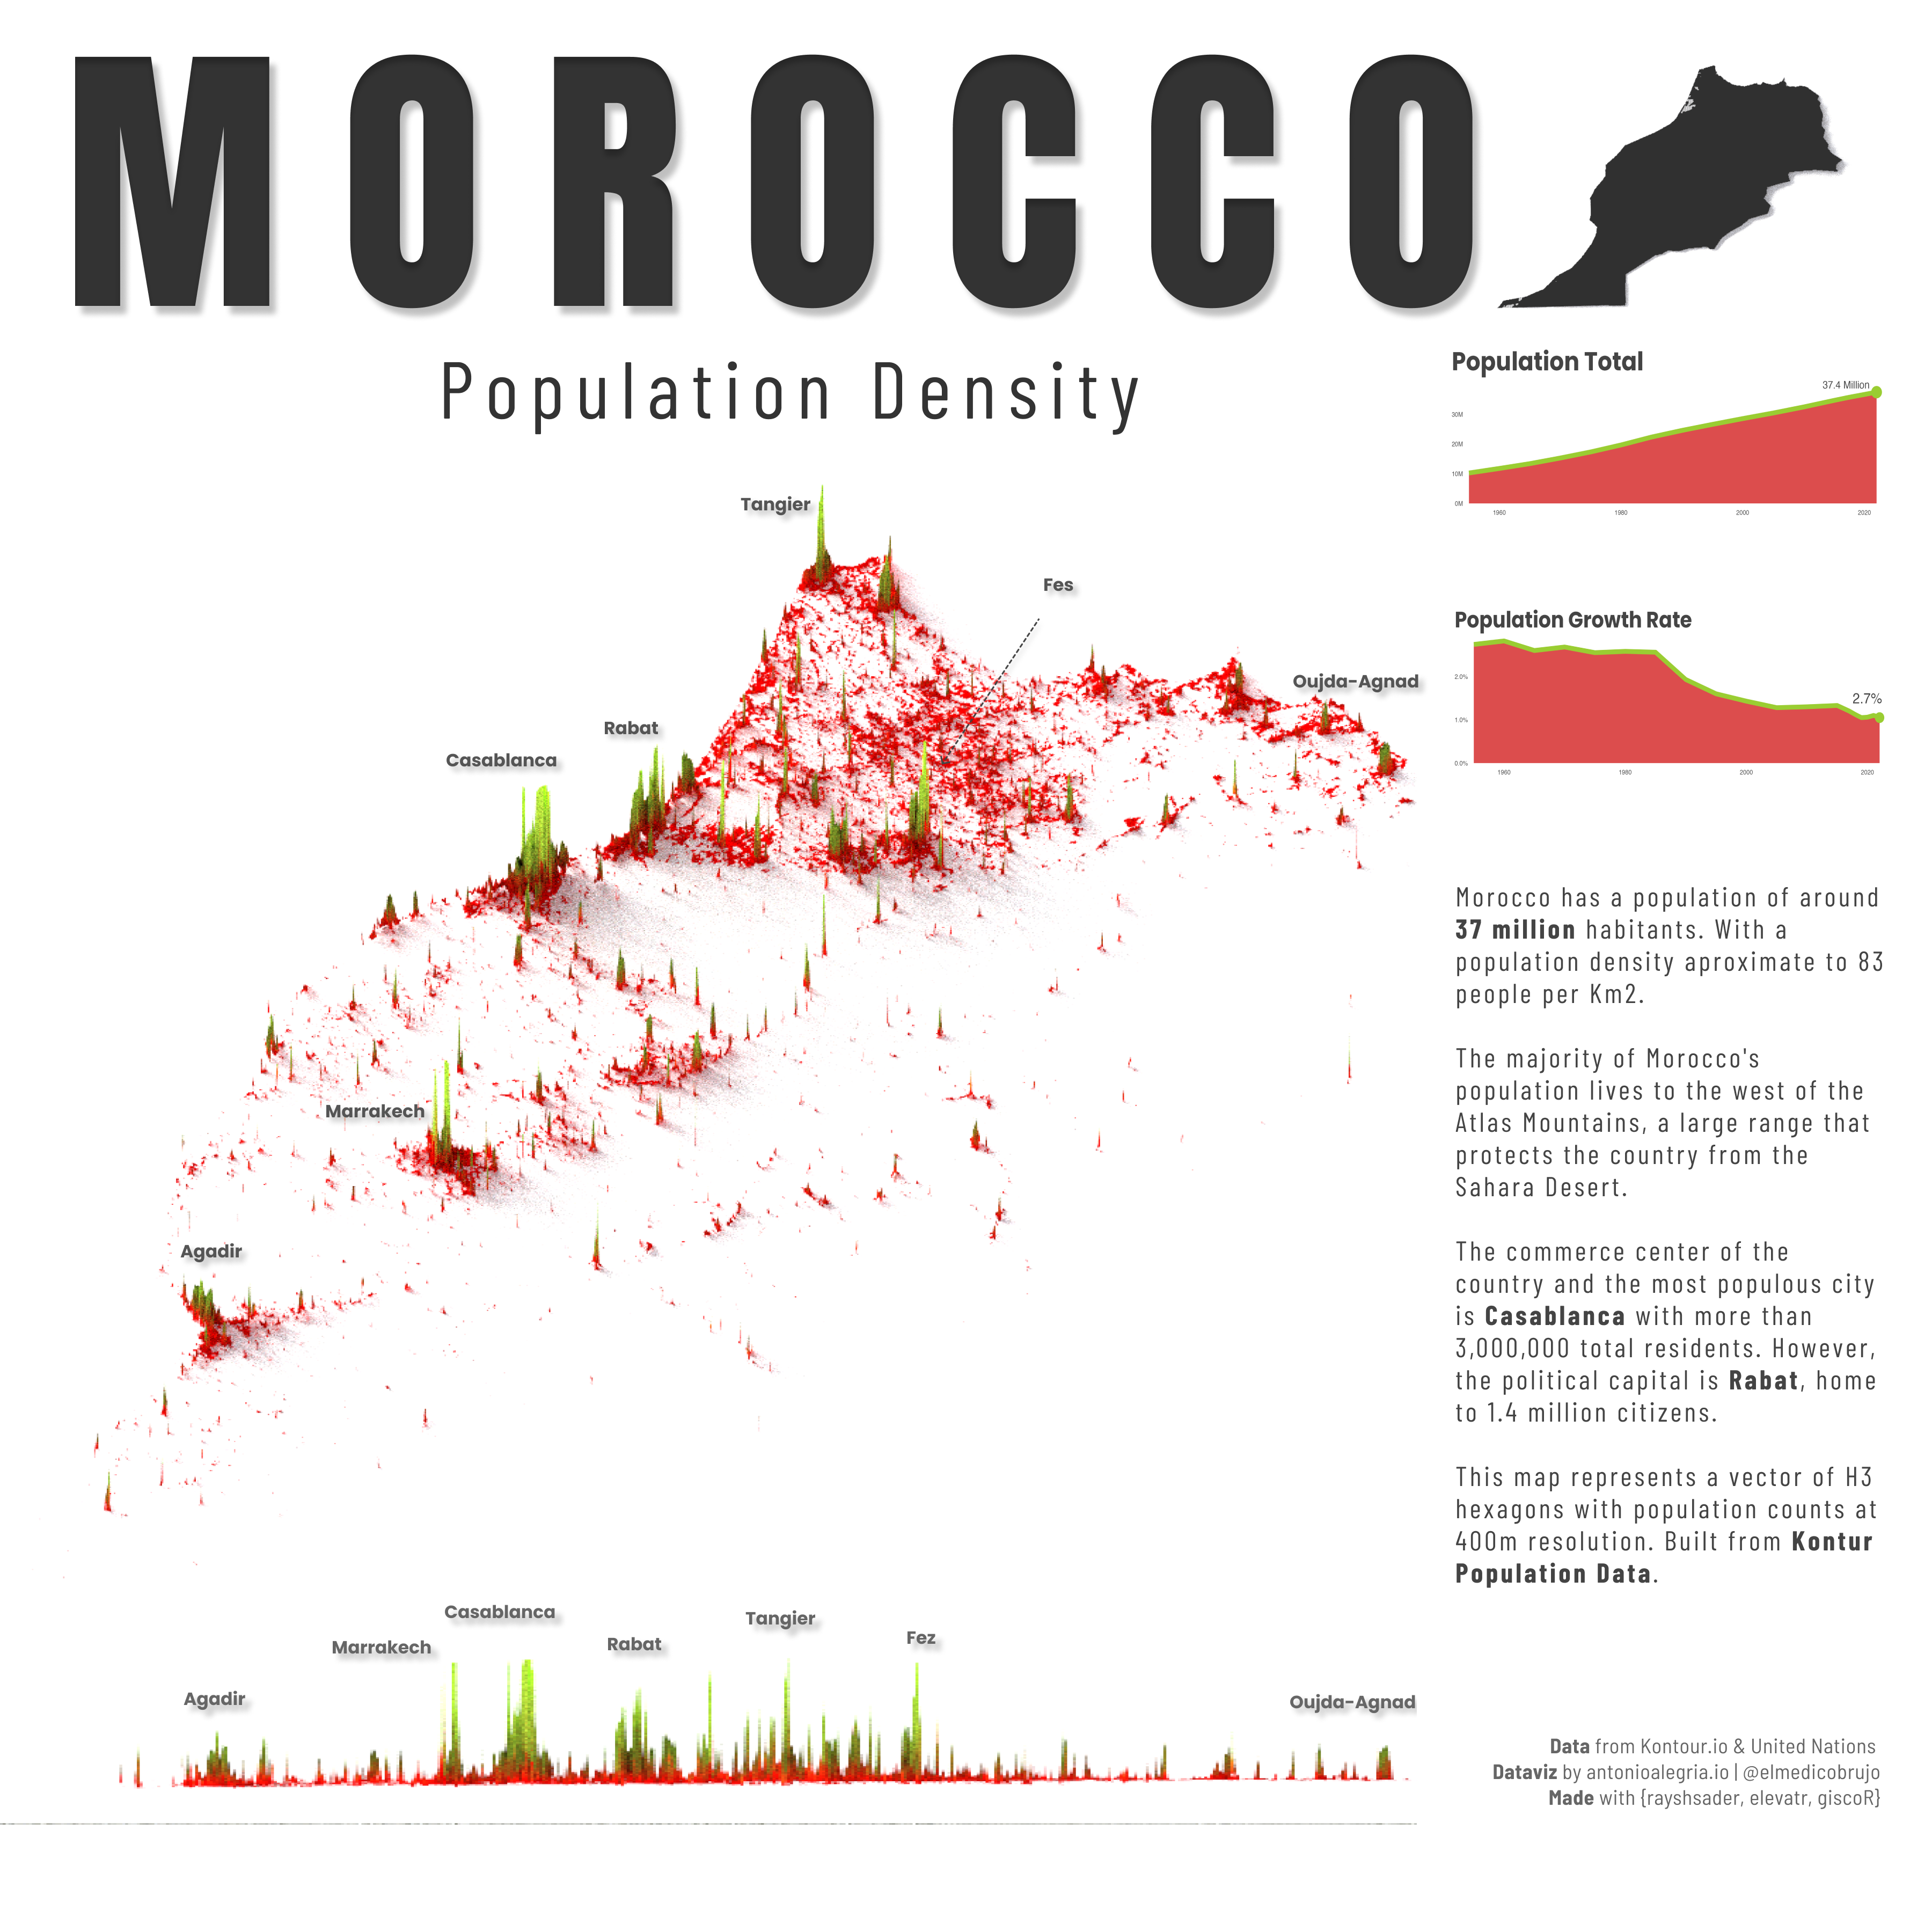 MOROCCO
Population Density
Population Total
37.4 Million
30M
20M
10M
0M
1960 1980 2000 2020
Population Growth Rate
2.7%
2.0%
1.0%
0.0%
1960 1980 2000 2020
Tangier
Fes
Oujda-Agnad
Rabat
Casablanca
Marrakech
Agadir
Morocco has a population of around
37 million habitants. With a
population density aproximate to 83
people per Km2.
The majority of Morocco's
population lives to the west of the
Atlas Mountains, a large range that
protects the country from the
Sahara Desert.
The commerce center of the
country and the most populous city
is Casablanca with more than
3,000,000 total residents. However,
the political capital is Rabat, home
to 1.4 million citizens.
This map represents a vector of H3
hexagons with population counts at
400m resolution. Built from Kontur
Population Data.
Casablanca
Tangier
Marrakech
Rabat
Fez
Agadir
Oujda-Agnad
Data from Kontour.io & United Nations
Dataviz by antonioalegria.io | @elmedicobrujo
Made with {rayshsader, elevatr, giscoR}